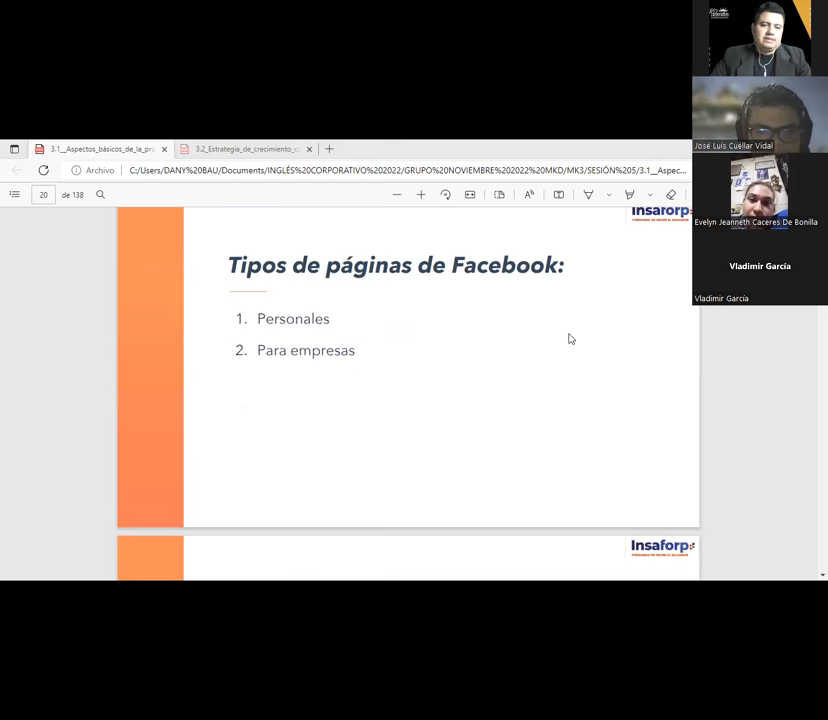 3.1__Aspectos_básicos_de_la_pr
3.2_Estrategia_de_crecimiento_c
Archivo
C:/Users/DANY%20BAU/Documents/INGLÉS%20CORPORATIVO%202022/GRUPO%20NOVIEMBRE%202022%20MKD/MK3/SESIÓN%205/3.1__Aspec...
20 de 138
Insaforp
Tipos de páginas de Facebook:
1. Personales
2. Para empresas
Insaforp
José Luis Cuéllar Vidal
Evelyn Jeanneth Caceres De Bonilla
Vladimir García
Vladimir García